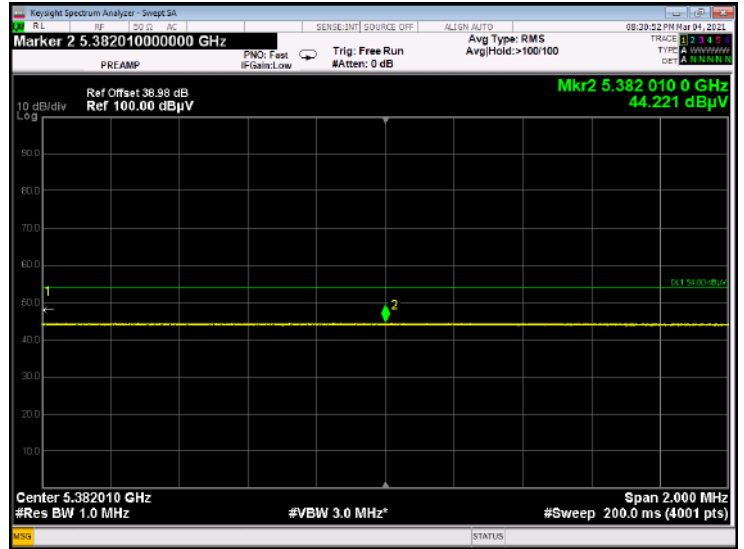 Keysight Spectrum Analyzer - Swept SA
RL RF 50 Ω AC SENSE:INT SOURCE OFF ALIGN AUTO 08:30:52 PM Mar 04, 2021
Marker 2 5.382010000000 GHz
PREAMP
PNO: Fast
IFGain:Low
Trig: Free Run
#Atten: 0 dB
Avg Type: RMS
Avg|Hold:>100/100
TRACE 1 2 3 4 5 6
TYPE A WWWWW
DET A N N N N N
Mkr2 5.382 010 0 GHz
44.221 dBµV
Ref Offset 38.98 dB
10 dB/div Ref 100.00 dBµV
Log
90.0
80.0
70.0
60.0
DL1 54.00 dBµV
1
50.0
2
40.0
30.0
20.0
10.0
Center 5.382010 GHz Span 2.000 MHz
#Res BW 1.0 MHz #VBW 3.0 MHz* #Sweep 200.0 ms (4001 pts)
MSG STATUS